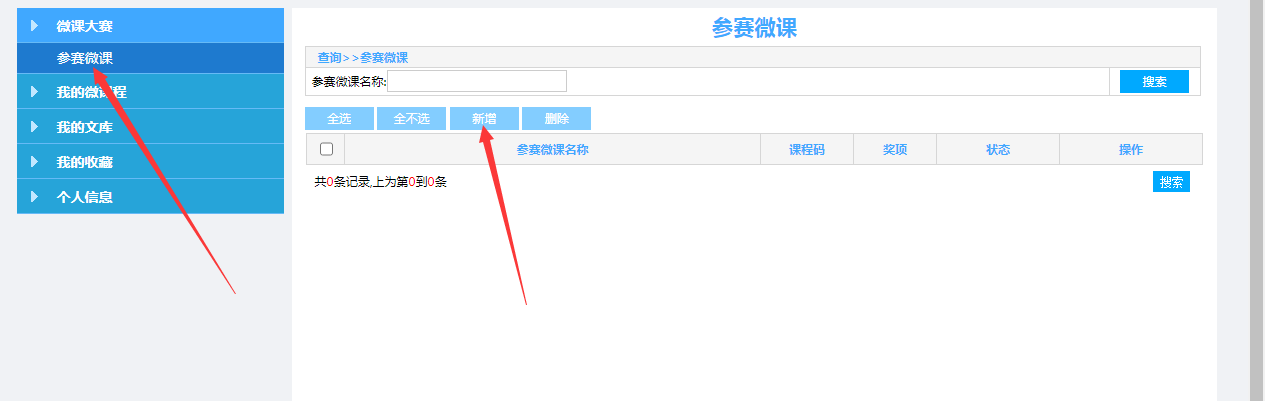 微课大赛
参赛微课
我的微课程
我的文库
我的收藏
个人信息
参赛微课
查询>>参赛微课
参赛微课名称:
搜索
全选 全不选 新增 删除
参赛微课名称 课程码 奖项 状态 操作
共0条记录,上为第0到0条
搜索